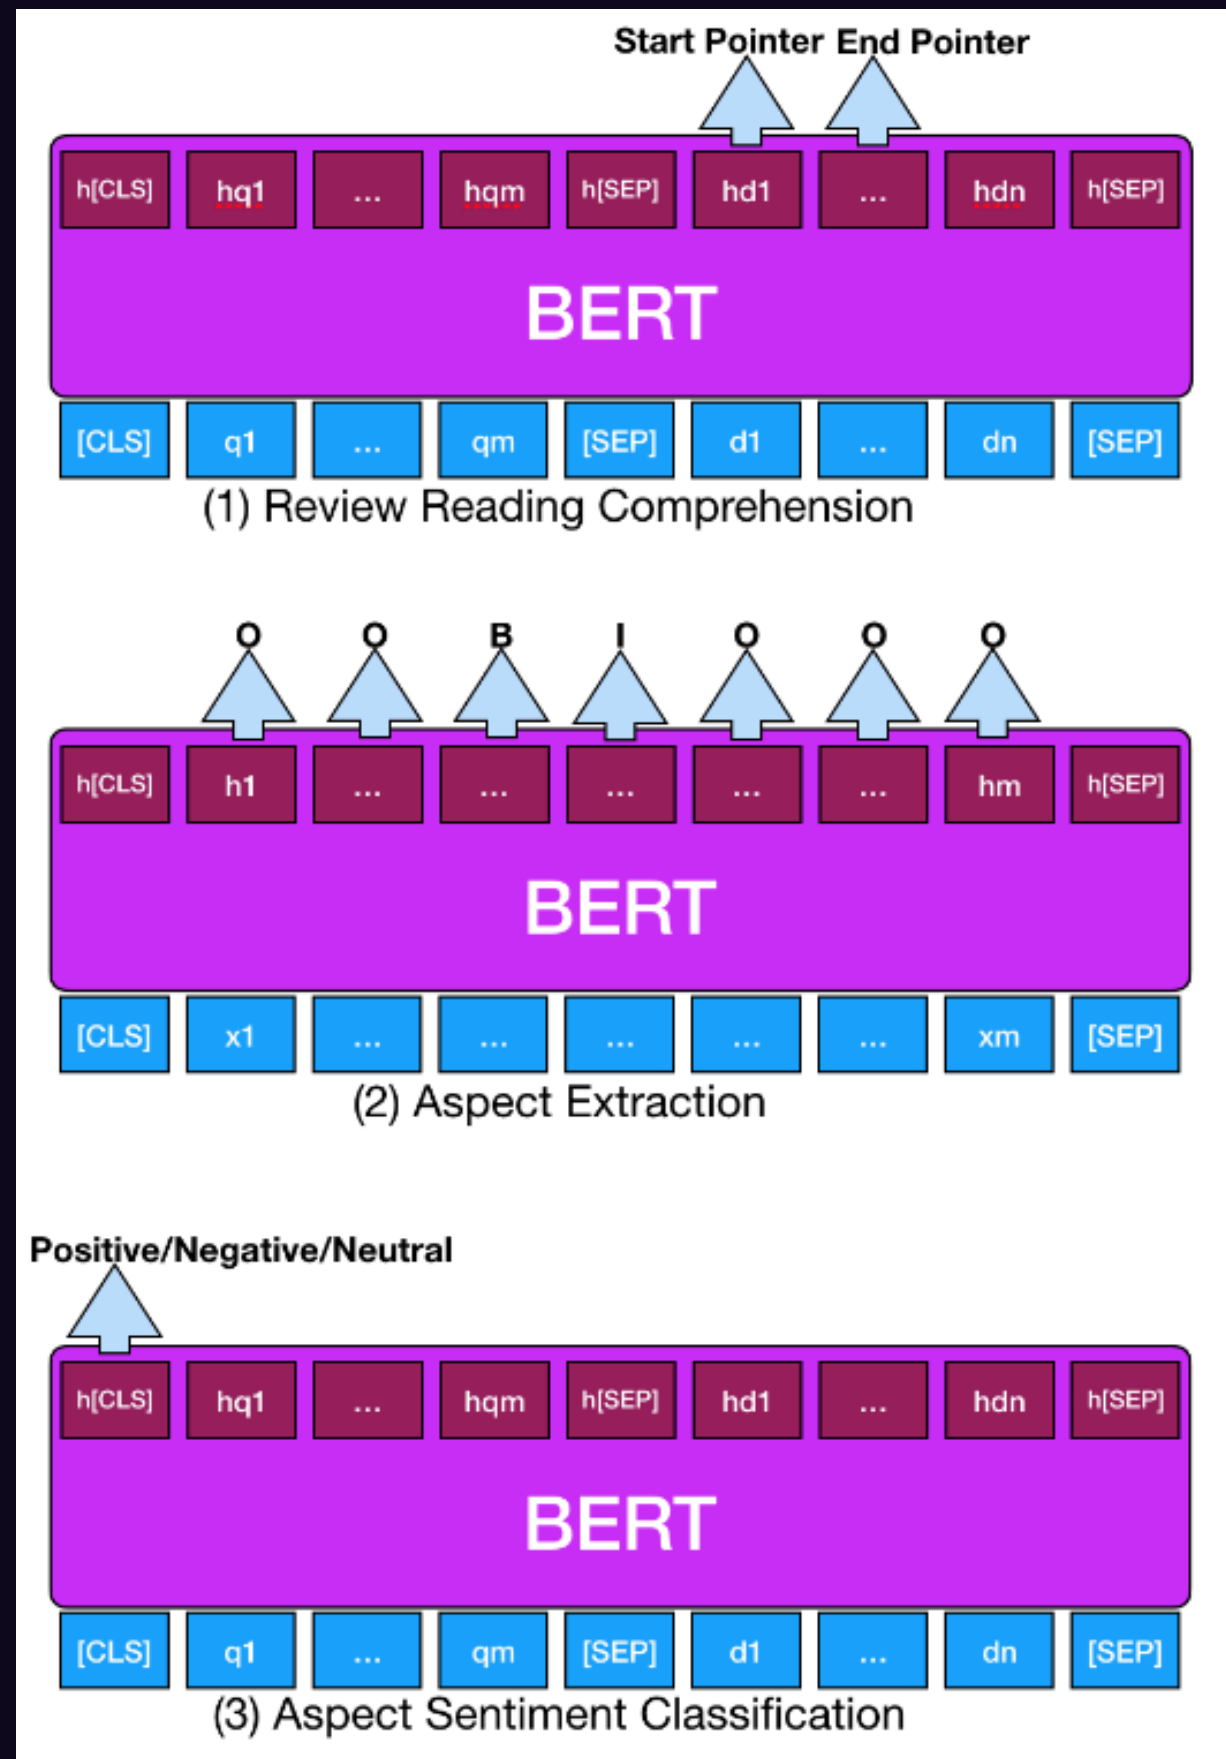 Start Pointer End Pointer
h[CLS] hq1 ... hqm h[SEP] hd1 ... hdn h[SEP]
BERT
[CLS] q1 ... qm [SEP] d1 ... dn [SEP]
(1) Review Reading Comprehension
O O B I O O O
h[CLS] h1 ... ... ... ... ... hm h[SEP]
BERT
[CLS] x1 ... ... ... ... ... xm [SEP]
(2) Aspect Extraction
Positive/Negative/Neutral
h[CLS] hq1 ... hqm h[SEP] hd1 ... hdn h[SEP]
BERT
[CLS] q1 ... qm [SEP] d1 ... dn [SEP]
(3) Aspect Sentiment Classification